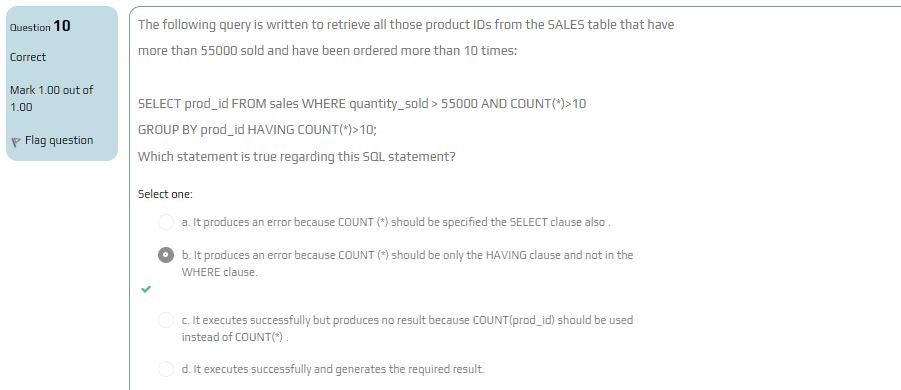 Question 10
Correct
Mark 1.00 out of
1.00
Flag question
The following query is written to retrieve all those product IDs from the SALES table that have
more than 55000 sold and have been ordered more than 10 times:
SELECT prod_id FROM sales WHERE quantity_sold > 55000 AND COUNT(*)>10
GROUP BY prod_id HAVING COUNT(*)>10;
Which statement is true regarding this SQL statement?
Select one:
a. It produces an error because COUNT (*) should be specified the SELECT clause also .
b. It produces an error because COUNT (*) should be only the HAVING clause and not in the
WHERE clause.
c. It executes successfully but produces no result because COUNT(prod_id) should be used
instead of COUNT(*) .
d. It executes successfully and generates the required result.